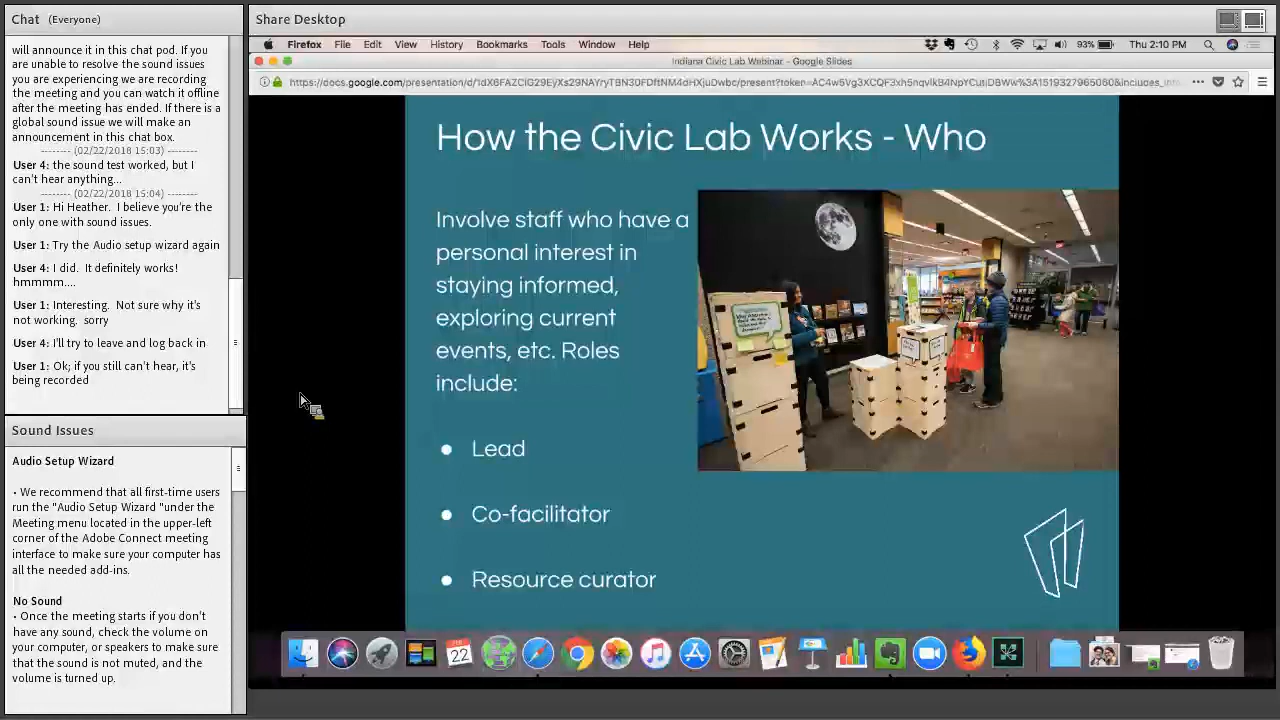 Chat (Everyone)
will announce it in this chat pod. If you
are unable to resolve the sound issues
you are experiencing we are recording
the meeting and you can watch it offline
after the meeting has ended. If there is a
global sound issue we will make an
announcement in this chat box.
-------- (02/22/2018 15:03) --------
User 4: the sound test worked, but I
can't hear anything...
-------- (02/22/2018 15:04) --------
User 1: Hi Heather. I believe you're the
only one with sound issues.
User 1: Try the Audio setup wizard again
User 4: I did. It definitely works!
hmmmm....
User 1: Interesting. Not sure why it's
not working. sorry
User 4: I'll try to leave and log back in
User 1: Ok; if you still can't hear, it's
being recorded
Sound Issues
Audio Setup Wizard
• We recommend that all first-time users
run the "Audio Setup Wizard "under the
Meeting menu located in the upper-left
corner of the Adobe Connect meeting
interface to make sure your computer has
all the needed add-ins.
No Sound
• Once the meeting starts if you don't
have any sound, check the volume on
your computer, or speakers to make sure
that the sound is not muted, and the
volume is turned up.
Share Desktop
Firefox File Edit View History Bookmarks Tools Window Help 93% Thu 2:10 PM
Indiana Civic Lab Webinar - Google Slides
How the Civic Lab Works - Who
Involve staff who have a
personal interest in
staying informed,
exploring current
events, etc. Roles
include:
• Lead
• Co-facilitator
• Resource curator
FEB
22